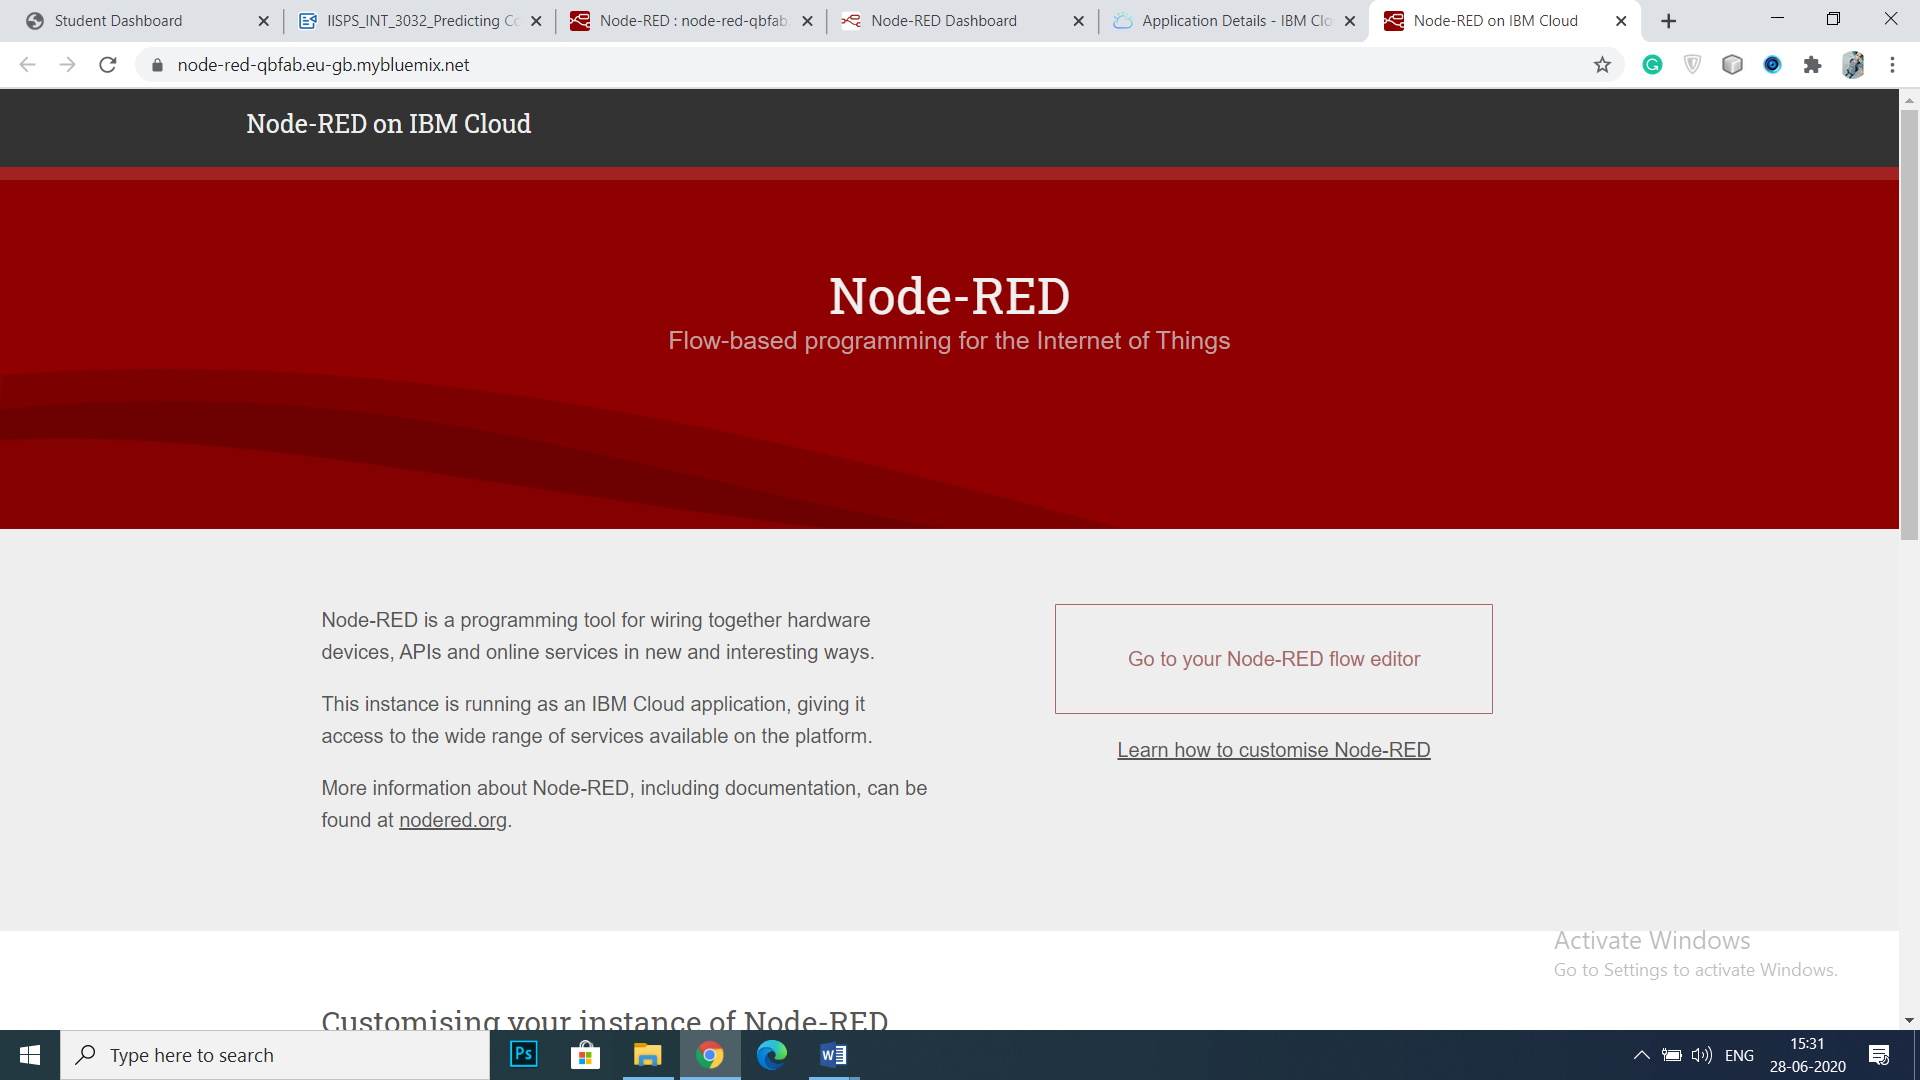 Student Dashboard
IISPS_INT_3032_Predicting Co
Node-RED : node-red-qbfab.
Node-RED Dashboard
Application Details - IBM Clo
Node-RED on IBM Cloud
node-red-qbfab.eu-gb.mybluemix.net
Node-RED on IBM Cloud
Node-RED
Flow-based programming for the Internet of Things
Node-RED is a programming tool for wiring together hardware
devices, APIs and online services in new and interesting ways.
This instance is running as an IBM Cloud application, giving it
access to the wide range of services available on the platform.
More information about Node-RED, including documentation, can be
found at nodered.org.
Go to your Node-RED flow editor
Learn how to customise Node-RED
Activate Windows
Go to Settings to activate Windows.
Customising your instance of Node-RED
Type here to search
Ps
ENG
15:31
28-06-2020